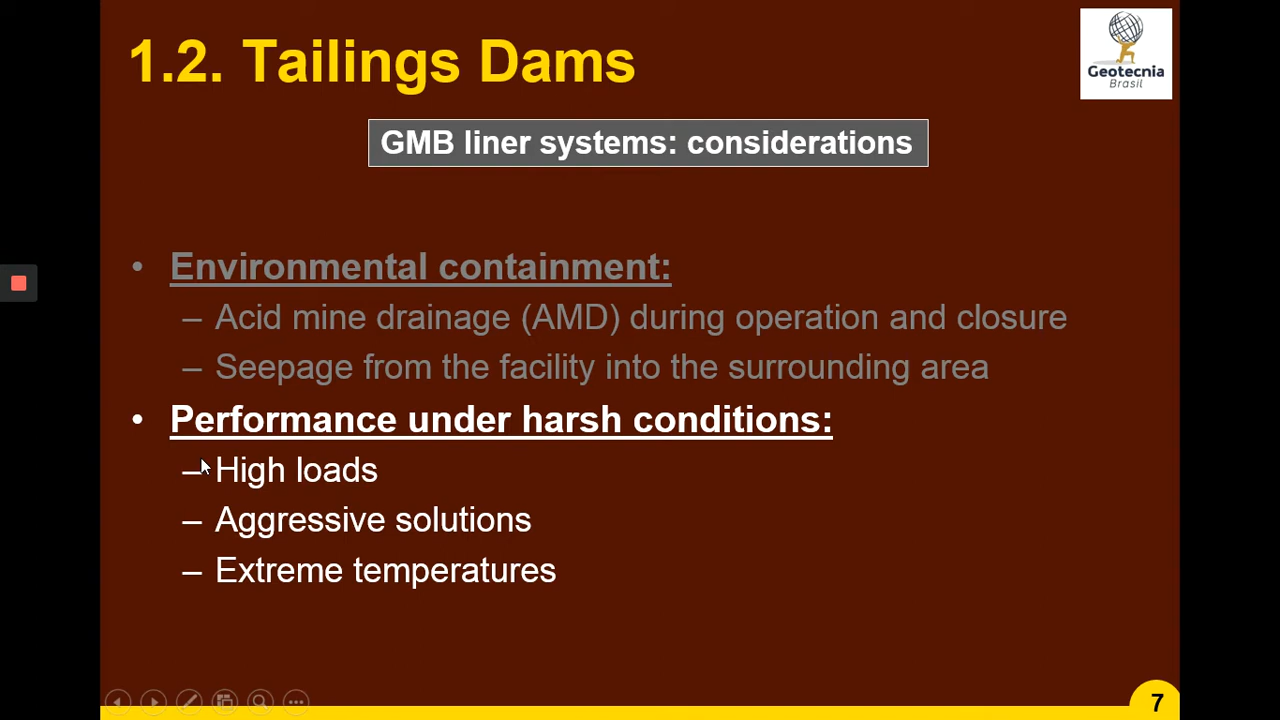 1.2. Tailings Dams
Geotecnia
Brasil
GMB liner systems: considerations
• Environmental containment:
– Acid mine drainage (AMD) during operation and closure
– Seepage from the facility into the surrounding area
• Performance under harsh conditions:
– High loads
– Aggressive solutions
– Extreme temperatures
7